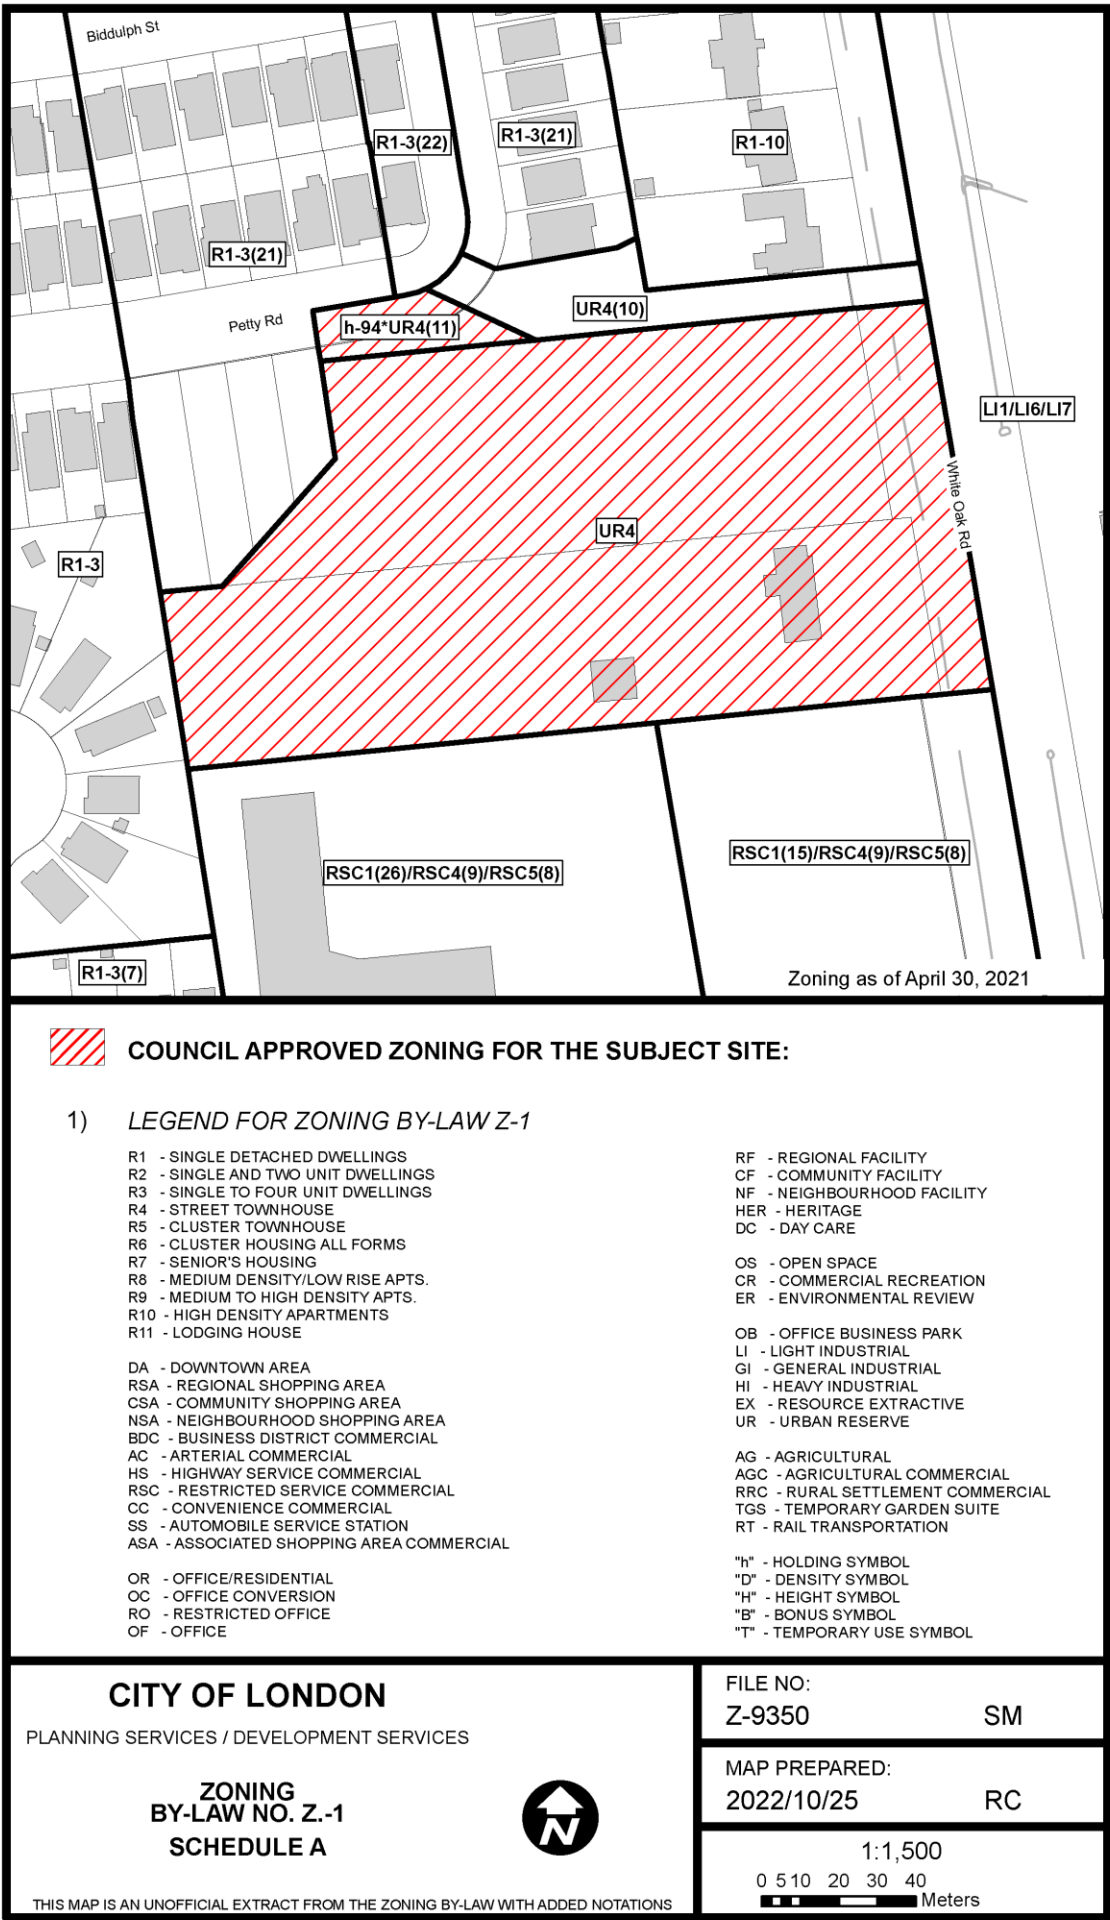 Biddulph St
R1-3(22)
R1-3(21)
R1-10
R1-3(21)
UR4(10)
Petty Rd
h-94*UR4(11)
LI1/LI6/LI7
White Oak Rd
UR4
R1-3
RSC1(26)/RSC4(9)/RSC5(8)
RSC1(15)/RSC4(9)/RSC5(8)
R1-3(7)
Zoning as of April 30, 2021
COUNCIL APPROVED ZONING FOR THE SUBJECT SITE:
1) LEGEND FOR ZONING BY-LAW Z-1
R1 - SINGLE DETACHED DWELLINGS
R2 - SINGLE AND TWO UNIT DWELLINGS
R3 - SINGLE TO FOUR UNIT DWELLINGS
R4 - STREET TOWNHOUSE
R5 - CLUSTER TOWNHOUSE
R6 - CLUSTER HOUSING ALL FORMS
R7 - SENIOR'S HOUSING
R8 - MEDIUM DENSITY/LOW RISE APTS.
R9 - MEDIUM TO HIGH DENSITY APTS.
R10 - HIGH DENSITY APARTMENTS
R11 - LODGING HOUSE
DA - DOWNTOWN AREA
RSA - REGIONAL SHOPPING AREA
CSA - COMMUNITY SHOPPING AREA
NSA - NEIGHBOURHOOD SHOPPING AREA
BDC - BUSINESS DISTRICT COMMERCIAL
AC - ARTERIAL COMMERCIAL
HS - HIGHWAY SERVICE COMMERCIAL
RSC - RESTRICTED SERVICE COMMERCIAL
CC - CONVENIENCE COMMERCIAL
SS - AUTOMOBILE SERVICE STATION
ASA - ASSOCIATED SHOPPING AREA COMMERCIAL
OR - OFFICE/RESIDENTIAL
OC - OFFICE CONVERSION
RO - RESTRICTED OFFICE
OF - OFFICE
RF - REGIONAL FACILITY
CF - COMMUNITY FACILITY
NF - NEIGHBOURHOOD FACILITY
HER - HERITAGE
DC - DAY CARE
OS - OPEN SPACE
CR - COMMERCIAL RECREATION
ER - ENVIRONMENTAL REVIEW
OB - OFFICE BUSINESS PARK
LI - LIGHT INDUSTRIAL
GI - GENERAL INDUSTRIAL
HI - HEAVY INDUSTRIAL
EX - RESOURCE EXTRACTIVE
UR - URBAN RESERVE
AG - AGRICULTURAL
AGC - AGRICULTURAL COMMERCIAL
RRC - RURAL SETTLEMENT COMMERCIAL
TGS - TEMPORARY GARDEN SUITE
RT - RAIL TRANSPORTATION
"h" - HOLDING SYMBOL
"D" - DENSITY SYMBOL
"H" - HEIGHT SYMBOL
"B" - BONUS SYMBOL
"T" - TEMPORARY USE SYMBOL
CITY OF LONDON
PLANNING SERVICES / DEVELOPMENT SERVICES
ZONING
BY-LAW NO. Z.-1
SCHEDULE A
N
THIS MAP IS AN UNOFFICIAL EXTRACT FROM THE ZONING BY-LAW WITH ADDED NOTATIONS
FILE NO:
Z-9350 SM
MAP PREPARED:
2022/10/25 RC
1:1,500
0 5 10 20 30 40
Meters